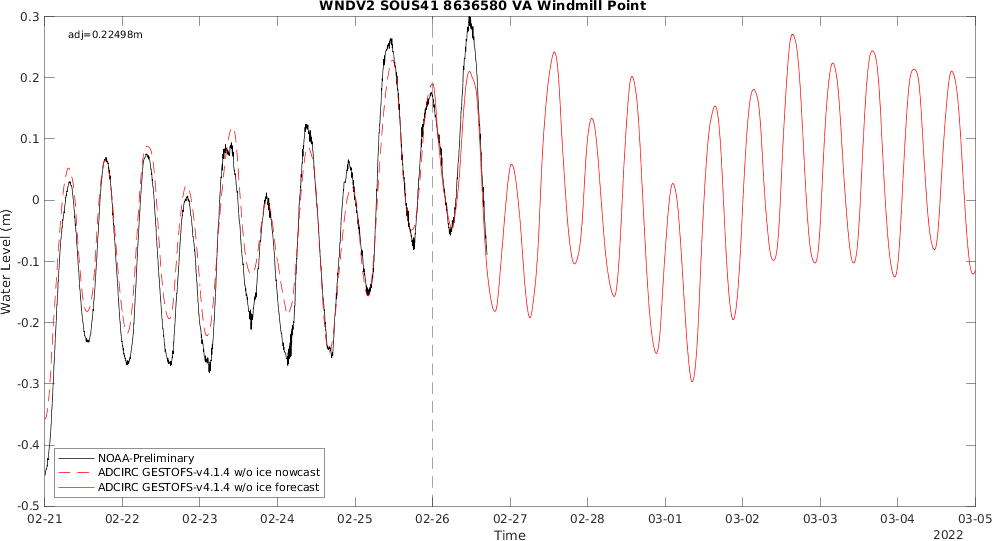 WNDV2 SOUS41 8636580 VA Windmill Point
adj=0.22498m
0.3
0.2
0.1
0
-0.1
-0.2
-0.3
-0.4
-0.5
Water Level (m)
NOAA-Preliminary
ADCIRC GESTOFS-v4.1.4 w/o ice nowcast
ADCIRC GESTOFS-v4.1.4 w/o ice forecast
02-21 02-22 02-23 02-24 02-25 02-26 02-27 02-28 03-01 03-02 03-03 03-04 03-05
Time
2022